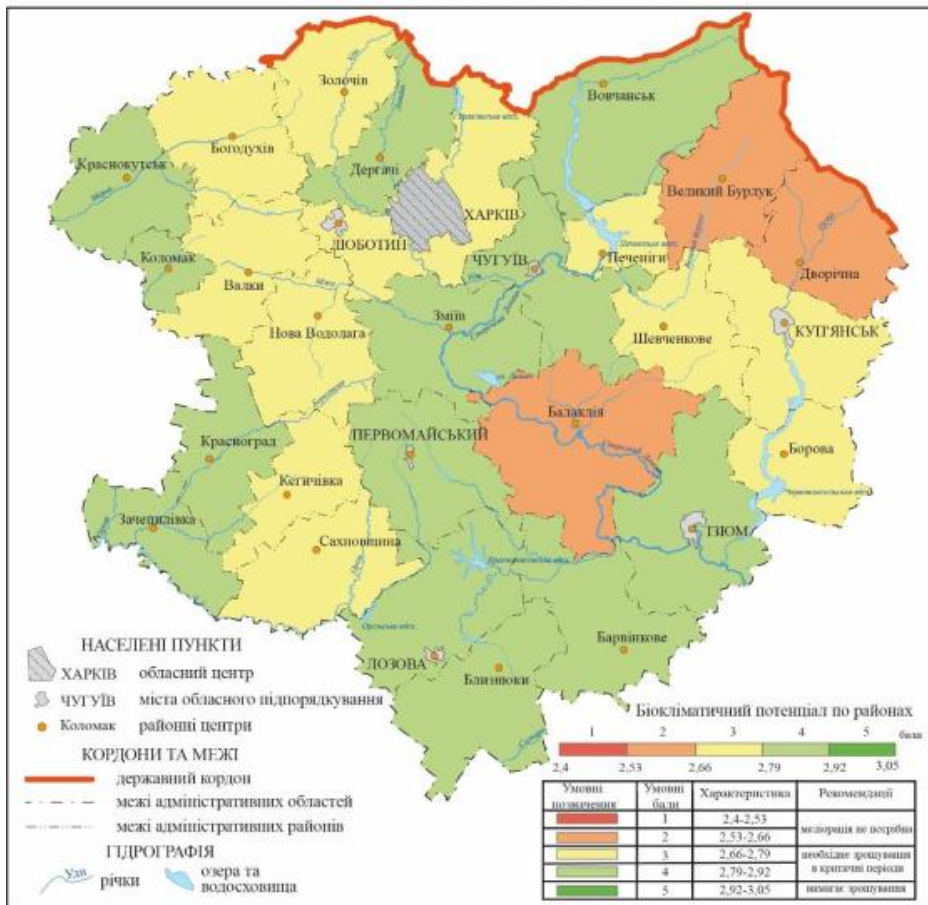 Золочів
Вовчанськ
Богодухів
Краснокутськ
Дергачі
Великий Бурлук
ХАРКІВ
ЛЮБОТИН
Печеніги
Коломак
ЧУГУЇВ
Дворічна
Валки
Зміїв
Нова Водолага
Шевченкове
КУП'ЯНСЬК
Балаклія
Красноград
ПЕРВОМАЙСЬКИЙ
Борова
Кегичівка
Зачепилівка
ІЗЮМ
Сахновщина
Барвінкове
ЛОЗОВА
Близнюки
НАСЕЛЕНІ ПУНКТИ
ХАРКІВ обласний центр
ЧУГУЇВ міста обласного підпорядкування
Коломак районні центри
КОРДОНИ ТА МЕЖІ
державний кордон
межі адміністративних областей
межі адміністративних районів
ГІДРОГРАФІЯ
Уди річки озера та
водосховища
Біокліматичний потенціал по районах
1 2 3 4 5 бали
2,4 2,53 2,66 2,79 2,92 3,05
Умовні Умовні Характеристика Рекомендації
позначення бали
1 2,4-2,53 меліорація не потрібна
2 2,53-2,66
3 2,66-2,79 необхідне зрошування
4 2,79-2,92 в критичні періоди
5 2,92-3,05 вимагає зрошування